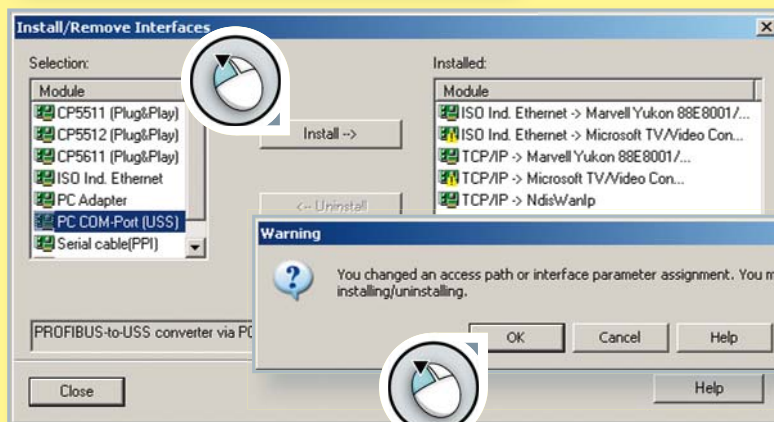 Install/Remove Interfaces
Selection:
Installed:
Module
CP5511 (Plug&Play)
CP5512 (Plug&Play)
CP5611 (Plug&Play)
ISO Ind. Ethernet
PC Adapter
PC COM-Port (USS)
Serial cable(PPI)
Install -->
<-- Uninstall
Module
ISO Ind. Ethernet -> Marvell Yukon 88E8001/...
ISO Ind. Ethernet -> Microsoft TV/Video Con...
TCP/IP -> Marvell Yukon 88E8001/...
TCP/IP -> Microsoft TV/Video Con...
TCP/IP -> NdisWanIp
Warning
You changed an access path or interface parameter assignment. You
installing/uninstalling.
OK
Cancel
Help
PROFIBUS-to-USS converter via
Close
Help